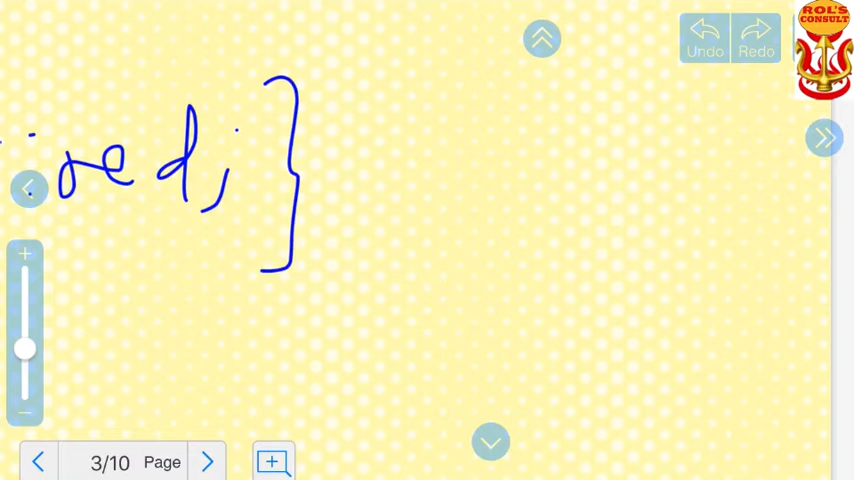 ROL'S
CONSULT
Undo Redo
red; }
3/10 Page